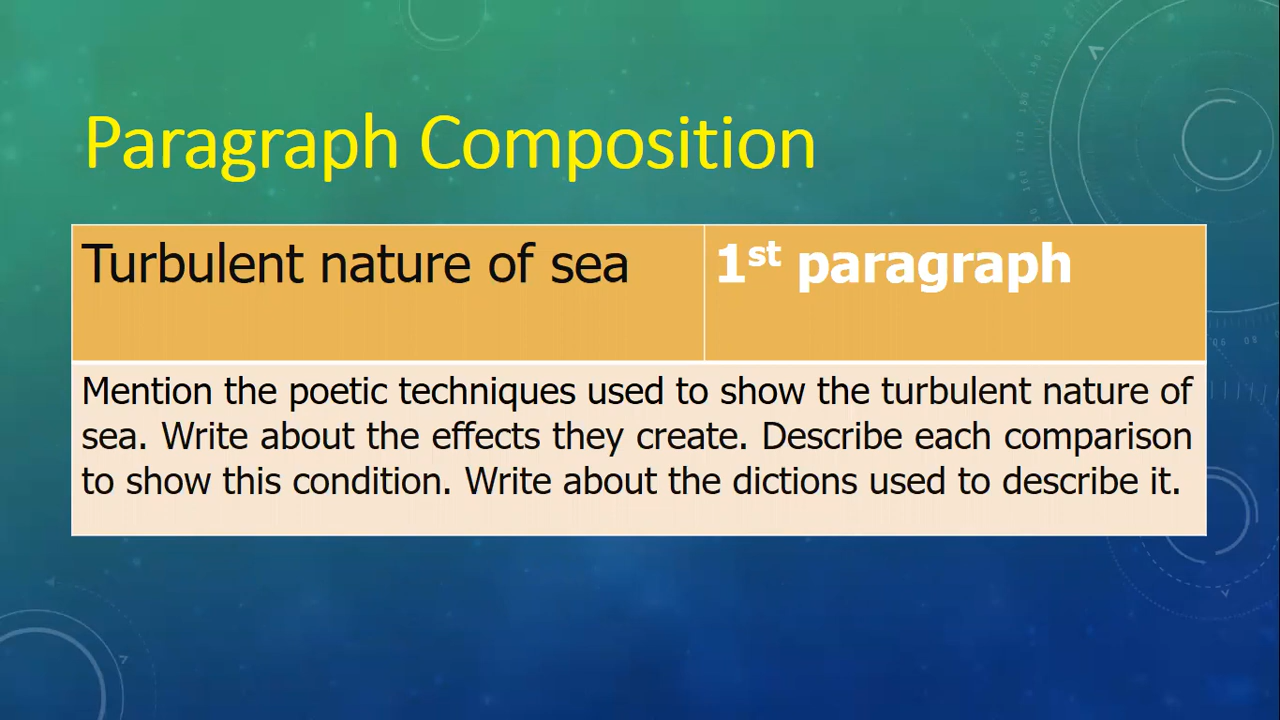 Paragraph Composition
Turbulent nature of sea
1st paragraph
Mention the poetic techniques used to show the turbulent nature of
sea. Write about the effects they create. Describe each comparison
to show this condition. Write about the dictions used to describe it.